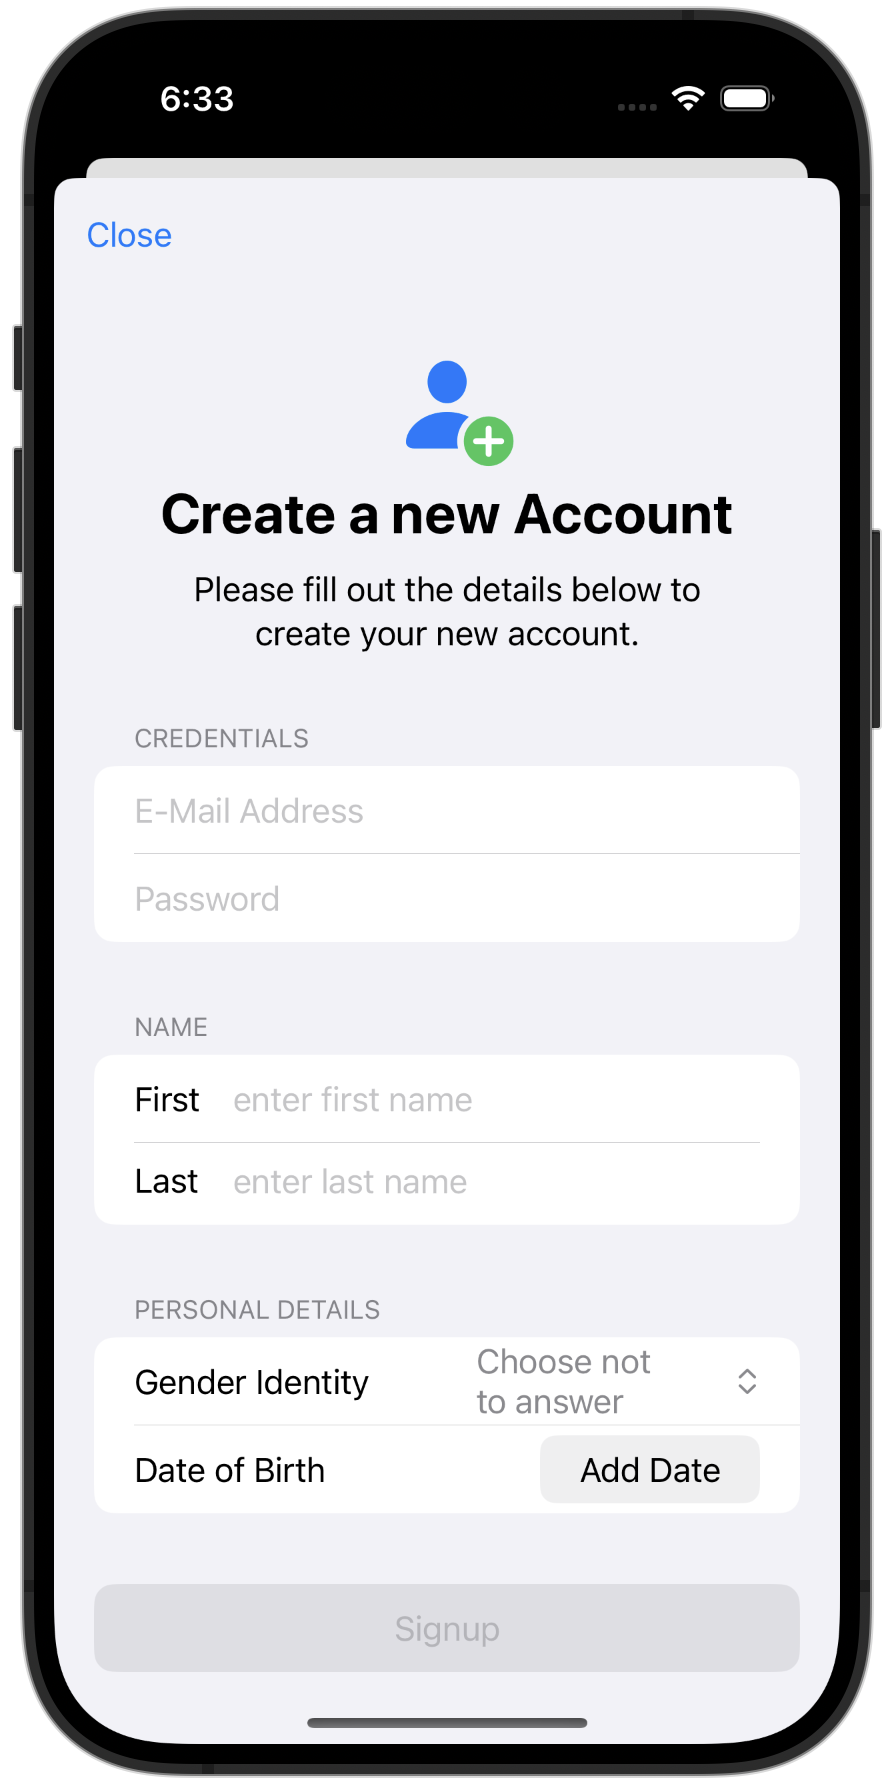 6:33
Close
Create a new Account
Please fill out the details below to
create your new account.
CREDENTIALS
E-Mail Address
Password
NAME
First enter first name
Last enter last name
PERSONAL DETAILS
Gender Identity Choose not
to answer
Date of Birth Add Date
Signup